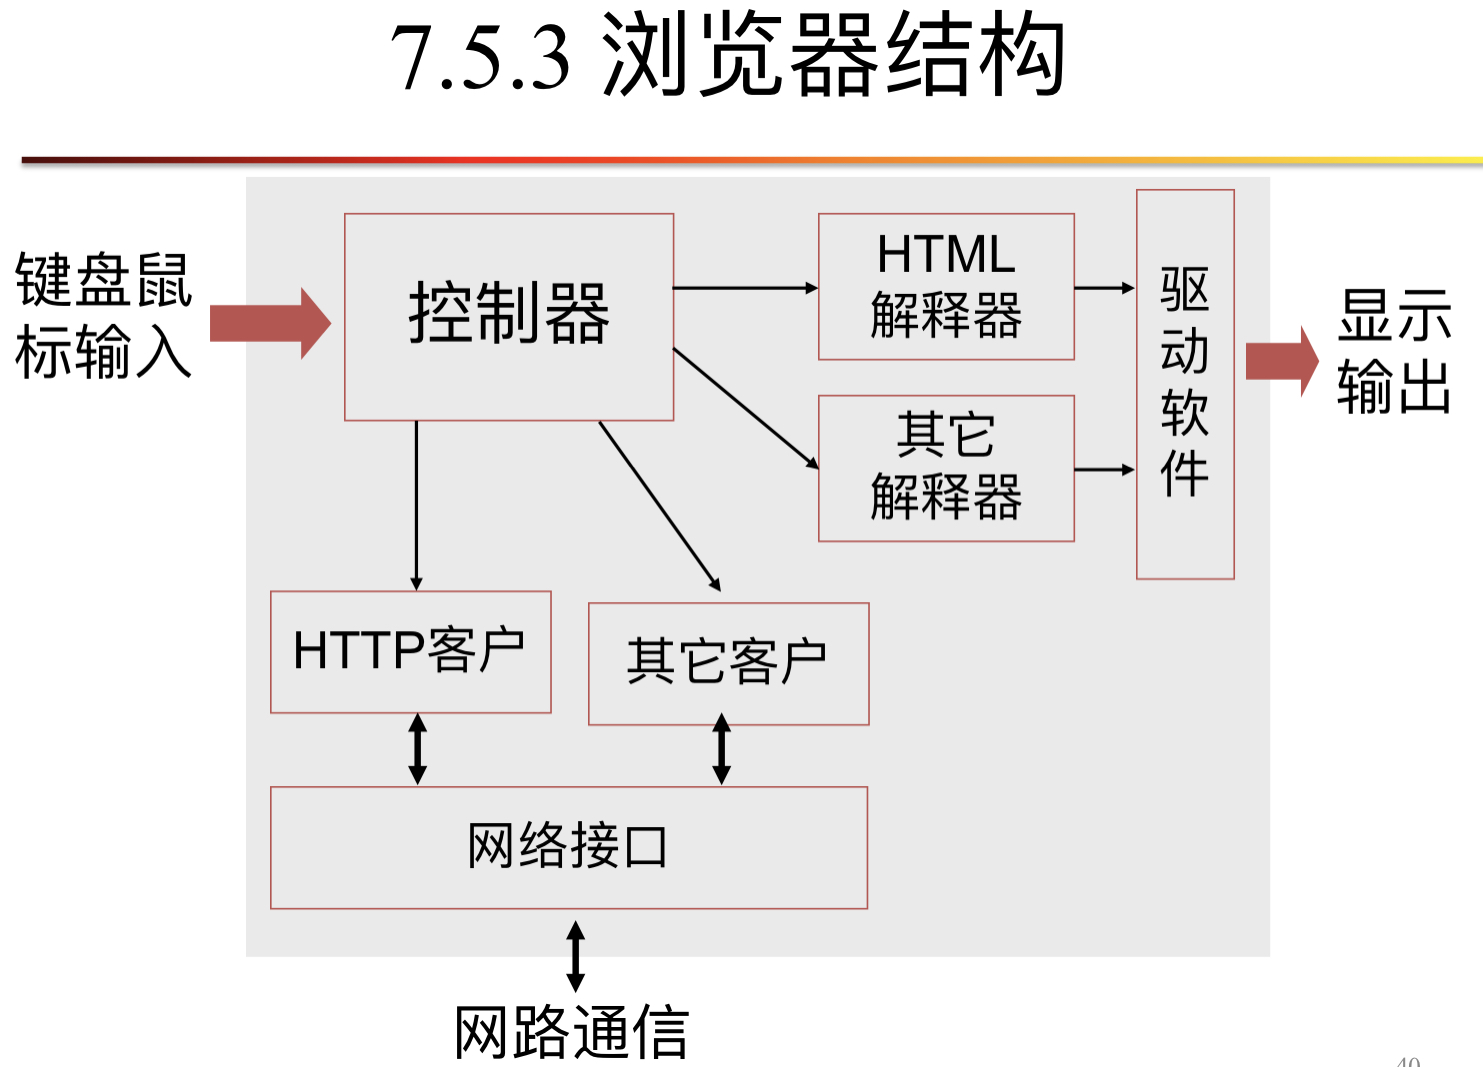 7.5.3 浏览器结构
键盘鼠
标输入
控制器
HTML
解释器
其它
解释器
驱
动
软
件
显示
输出
HTTP客户
其它客户
网络接口
网路通信
40